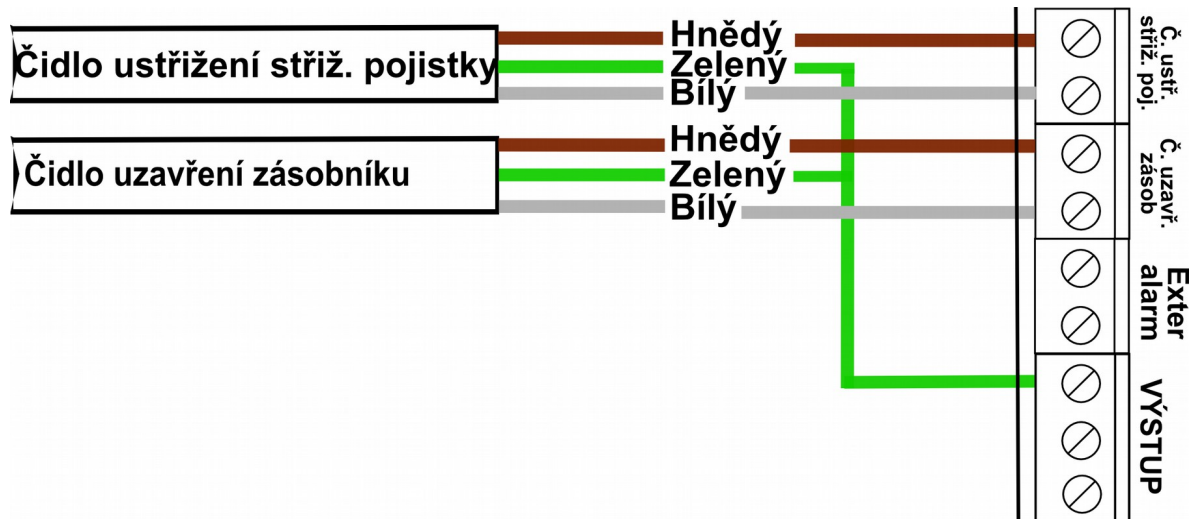 Čidlo ustřižení střiž. pojistky
Hnědý
Zelený
Bílý
Čidlo uzavření zásobníku
Hnědý
Zelený
Bílý
Č. ustř.
střiž. poj.
Č. uzavř.
zásob
Exter
alarm
VÝSTUP